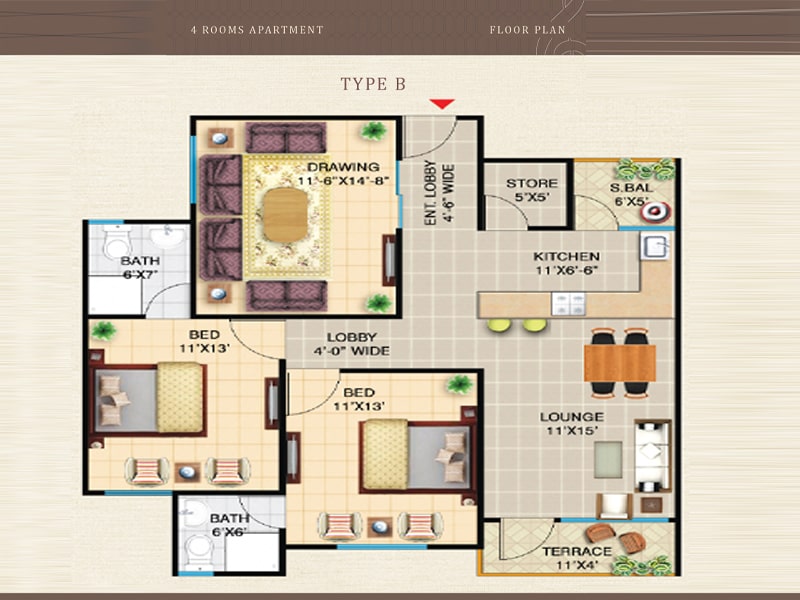 4 ROOMS APARTMENT
FLOOR PLAN
TYPE B
DRAWING
11'-6"X14'-8"
ENT. LOBBY
4'-6" WIDE
STORE
5'X5'
S.BAL
6'X5'
BATH
6'X7'
KITCHEN
11'X6'-6"
BED
11'X13'
LOBBY
4'-0" WIDE
BED
11'X13'
LOUNGE
11'X15'
BATH
6'X6'
TERRACE
11'X4'